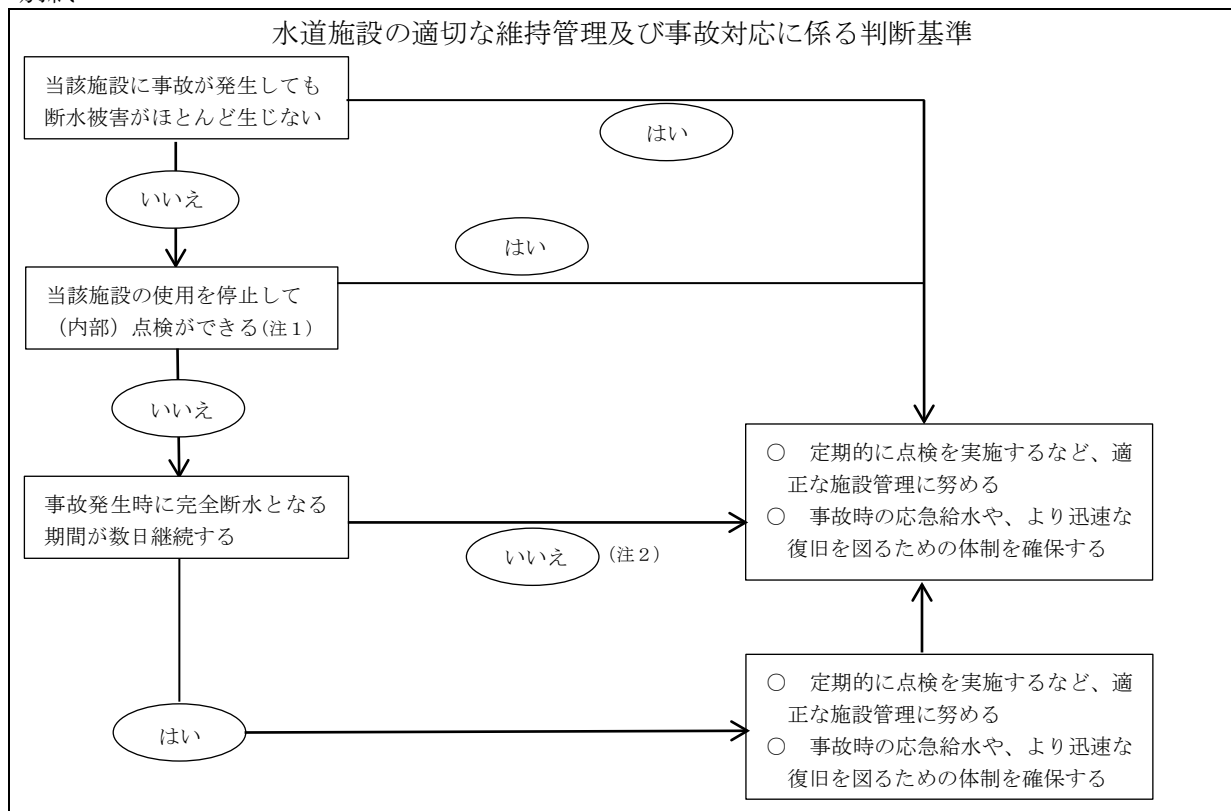 水道施設の適切な維持管理及び事故対応に係る判断基準
当該施設に事故が発生しても
断水被害がほとんど生じない
はい
いいえ
はい
当該施設の使用を停止して
（内部）点検ができる(注１)
いいえ
○　定期的に点検を実施するなど、適
正な施設管理に努める
○　事故時の応急給水や、より迅速な
復旧を図るための体制を確保する
事故発生時に完全断水となる
期間が数日継続する
いいえ
(注２)
○　定期的に点検を実施するなど、適
正な施設管理に努める
○　事故時の応急給水や、より迅速な
復旧を図るための体制を確保する
はい